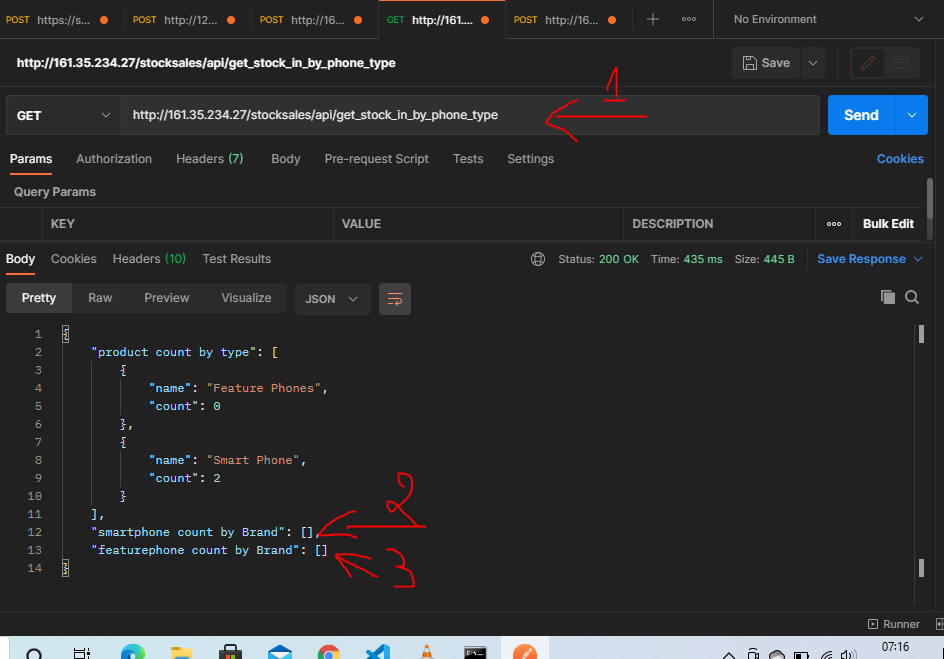 POST https://s... POST http://12... POST http://16... GET http://161.... POST http://16... No Environment
http://161.35.234.27/stocksales/api/get_stock_in_by_phone_type Save
1
GET http://161.35.234.27/stocksales/api/get_stock_in_by_phone_type Send
Params Authorization Headers (7) Body Pre-request Script Tests Settings Cookies
Query Params
KEY VALUE DESCRIPTION Bulk Edit
Body Cookies Headers (10) Test Results Status: 200 OK Time: 435 ms Size: 445 B Save Response
Pretty Raw Preview Visualize JSON
1 {
2 "product count by type": [
3 {
4 "name": "Feature Phones",
5 "count": 0
6 },
7 {
8 "name": "Smart Phone",
9 "count": 2
10 }
11 ],
2
12 "smartphone count by Brand": [],
13 "featurephone count by Brand": []
3
14 }
Runner
07:16